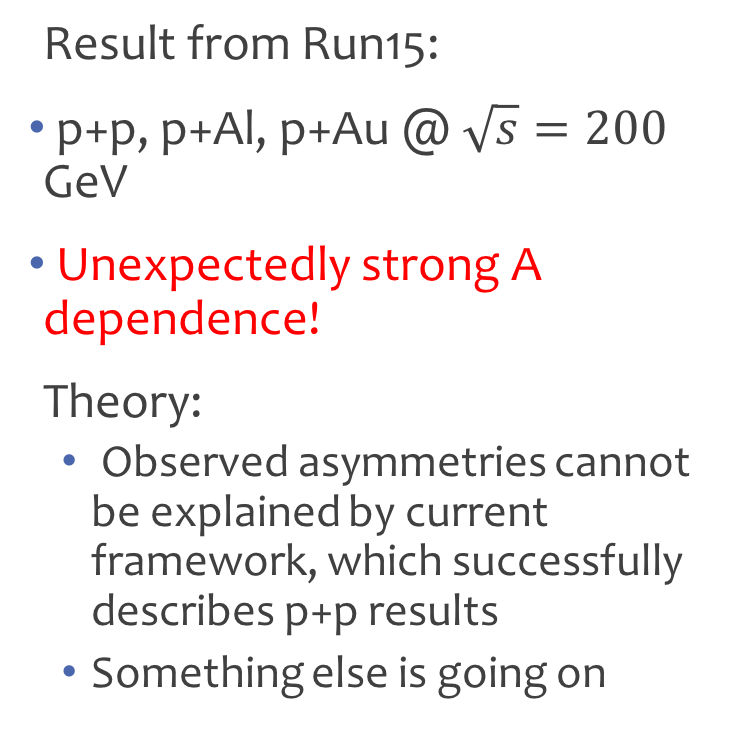 Result from Run15:
• p+p, p+Al, p+Au @ √s = 200
GeV
• Unexpectedly strong A
dependence!
Theory:
• Observed asymmetries cannot
be explained by current
framework, which successfully
describes p+p results
• Something else is going on